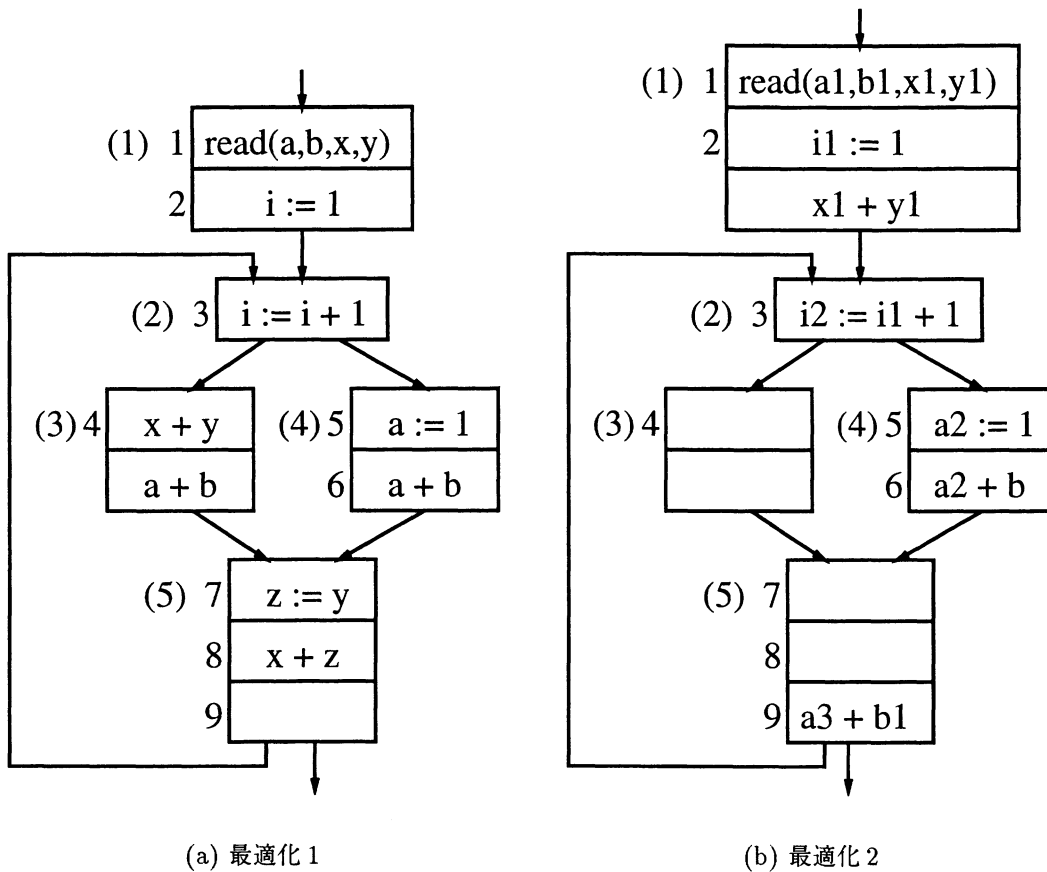 (1) 1 read(a,b,x,y)
2 i := 1
(2) 3 i := i + 1
(3) 4 x + y
a + b
(4) 5 a := 1
6 a + b
(5) 7 z := y
8 x + z
9
(a) 最適化 1
(1) 1 read(a1,b1,x1,y1)
2 i1 := 1
x1 + y1
(2) 3 i2 := i1 + 1
(3) 4
(4) 5 a2 := 1
6 a2 + b
(5) 7
8
9 a3 + b1
(b) 最適化 2